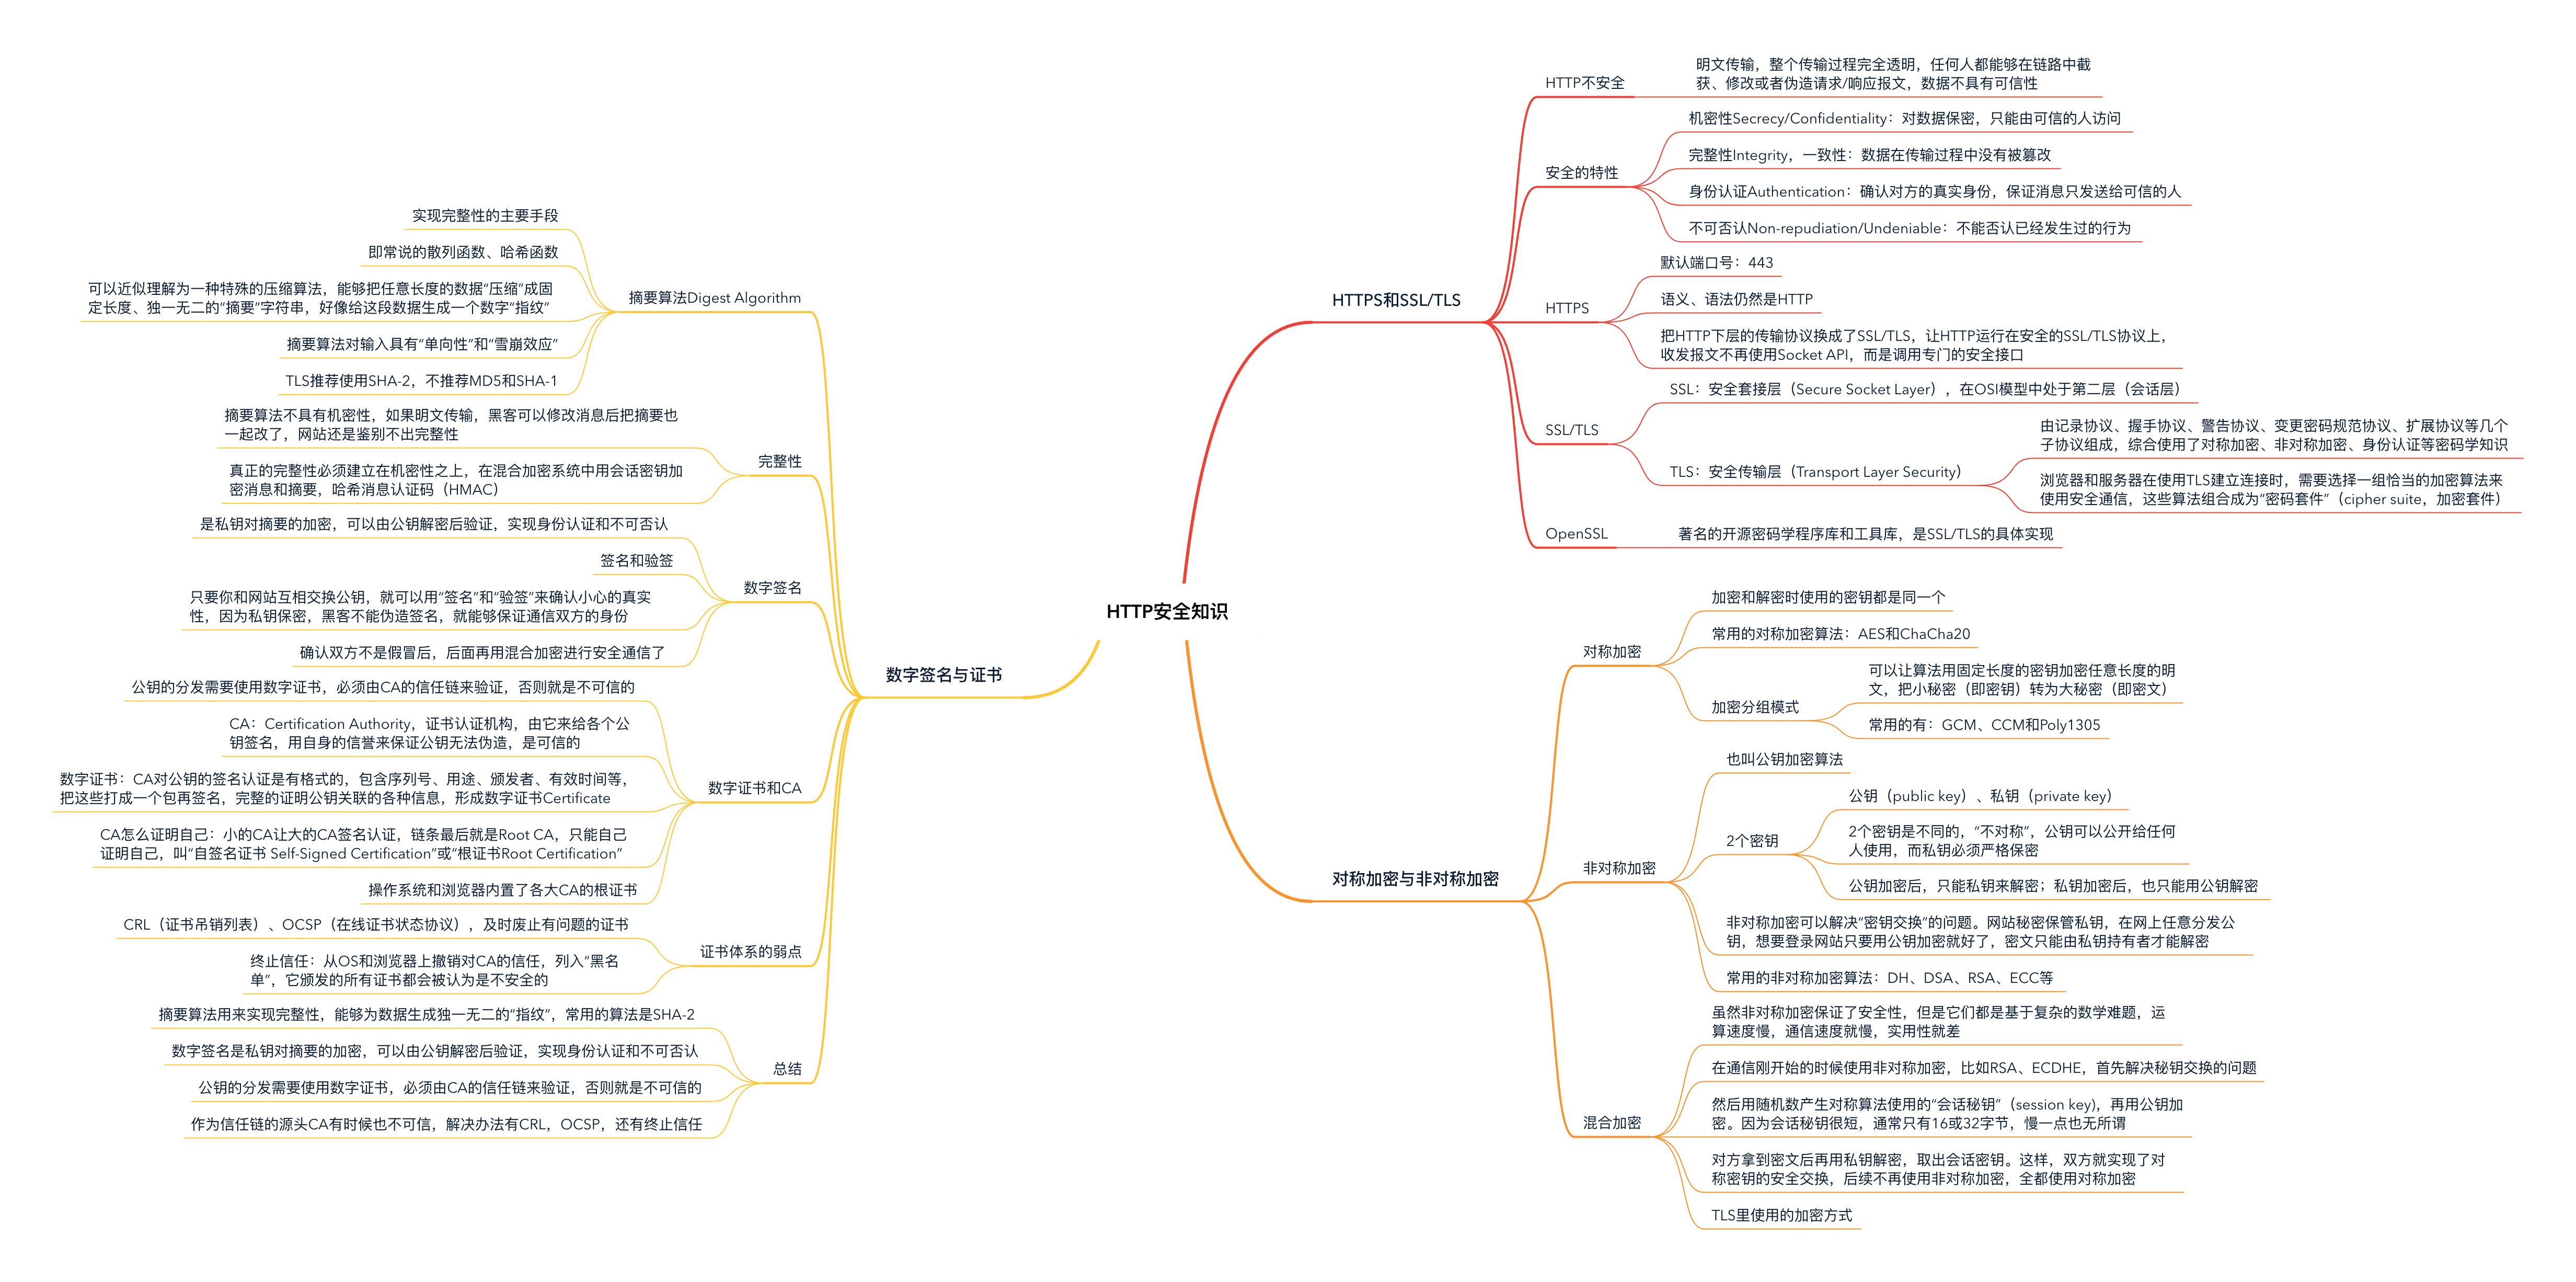 HTTP安全知识
HTTPS和SSL/TLS
HTTP不安全
明文传输，整个传输过程完全透明，任何人都能够在链路中截
获、修改或者伪造请求/响应报文，数据不具有可信性
安全的特性
机密性Secrecy/Confidentiality：对数据保密，只能由可信的人访问
完整性Integrity，一致性：数据在传输过程中没有被篡改
身份认证Authentication：确认对方的真实身份，保证消息只发送给可信的人
不可否认Non-repudiation/Undeniable：不能否认已经发生过的行为
HTTPS
默认端口号：443
语义、语法仍然是HTTP
把HTTP下层的传输协议换成了SSL/TLS，让HTTP运行在安全的SSL/TLS协议上，
收发报文不再使用Socket API，而是调用专门的安全接口
SSL/TLS
SSL：安全套接层（Secure Socket Layer），在OSI模型中处于第二层（会话层）
TLS：安全传输层（Transport Layer Security）
由记录协议、握手协议、警告协议、变更密码规范协议、扩展协议等几个
子协议组成，综合使用了对称加密、非对称加密、身份认证等密码学知识
浏览器和服务器在使用TLS建立连接时，需要选择一组恰当的加密算法来
使用安全通信，这些算法组合成为“密码套件”（cipher suite，加密套件）
OpenSSL
著名的开源密码学程序库和工具库，是SSL/TLS的具体实现
对称加密与非对称加密
对称加密
加密和解密时使用的密钥都是同一个
常用的对称加密算法：AES和ChaCha20
加密分组模式
可以让算法用固定长度的密钥加密任意长度的明
文，把小秘密（即密钥）转为大秘密（即密文）
常用的有：GCM、CCM和Poly1305
非对称加密
也叫公钥加密算法
2个密钥
公钥（public key）、私钥（private key）
2个密钥是不同的，“不对称”，公钥可以公开给任何
人使用，而私钥必须严格保密
公钥加密后，只能私钥来解密；私钥加密后，也只能用公钥解密
非对称加密可以解决“密钥交换”的问题。网站秘密保管私钥，在网上任意分发公
钥，想要登录网站只要用公钥加密就好了，密文只能由私钥持有者才能解密
常用的非对称加密算法：DH、DSA、RSA、ECC等
混合加密
虽然非对称加密保证了安全性，但是它们都是基于复杂的数学难题，运
算速度慢，通信速度就慢，实用性就差
在通信刚开始的时候使用非对称加密，比如RSA、ECDHE，首先解决秘钥交换的问题
然后用随机数产生对称算法使用的“会话秘钥”（session key)，再用公钥加
密。因为会话秘钥很短，通常只有16或32字节，慢一点也无所谓
对方拿到密文后再用私钥解密，取出会话密钥。这样，双方就实现了对
称密钥的安全交换，后续不再使用非对称加密，全都使用对称加密
TLS里使用的加密方式
数字签名与证书
摘要算法Digest Algorithm
实现完整性的主要手段
即常说的散列函数、哈希函数
可以近似理解为一种特殊的压缩算法，能够把任意长度的数据“压缩”成固
定长度、独一无二的“摘要”字符串，好像给这段数据生成一个数字“指纹”
摘要算法对输入具有“单向性”和“雪崩效应”
TLS推荐使用SHA-2，不推荐MD5和SHA-1
完整性
摘要算法不具有机密性，如果明文传输，黑客可以修改消息后把摘要也
一起改了，网站还是鉴别不出完整性
真正的完整性必须建立在机密性之上，在混合加密系统中用会话密钥加
密消息和摘要，哈希消息认证码（HMAC）
数字签名
是私钥对摘要的加密，可以由公钥解密后验证，实现身份认证和不可否认
签名和验签
只要你和网站互相交换公钥，就可以用“签名”和“验签”来确认小心的真实
性，因为私钥保密，黑客不能伪造签名，就能够保证通信双方的身份
确认双方不是假冒后，后面再用混合加密进行安全通信了
数字证书和CA
公钥的分发需要使用数字证书，必须由CA的信任链来验证，否则就是不可信的
CA：Certification Authority，证书认证机构，由它来给各个公
钥签名，用自身的信誉来保证公钥无法伪造，是可信的
数字证书：CA对公钥的签名认证是有格式的，包含序列号、用途、颁发者、有效时间等，
把这些打成一个包再签名，完整的证明公钥关联的各种信息，形成数字证书Certificate
CA怎么证明自己：小的CA让大的CA签名认证，链条最后就是Root CA，只能自己
证明自己，叫“自签名证书 Self-Signed Certification”或“根证书Root Certification”
操作系统和浏览器内置了各大CA的根证书
证书体系的弱点
CRL（证书吊销列表）、OCSP（在线证书状态协议），及时废止有问题的证书
终止信任：从OS和浏览器上撤销对CA的信任，列入“黑名
单”，它颁发的所有证书都会被认为是不安全的
总结
摘要算法用来实现完整性，能够为数据生成独一无二的“指纹”，常用的算法是SHA-2
数字签名是私钥对摘要的加密，可以由公钥解密后验证，实现身份认证和不可否认
公钥的分发需要使用数字证书，必须由CA的信任链来验证，否则就是不可信的
作为信任链的源头CA有时候也不可信，解决办法有CRL，OCSP，还有终止信任